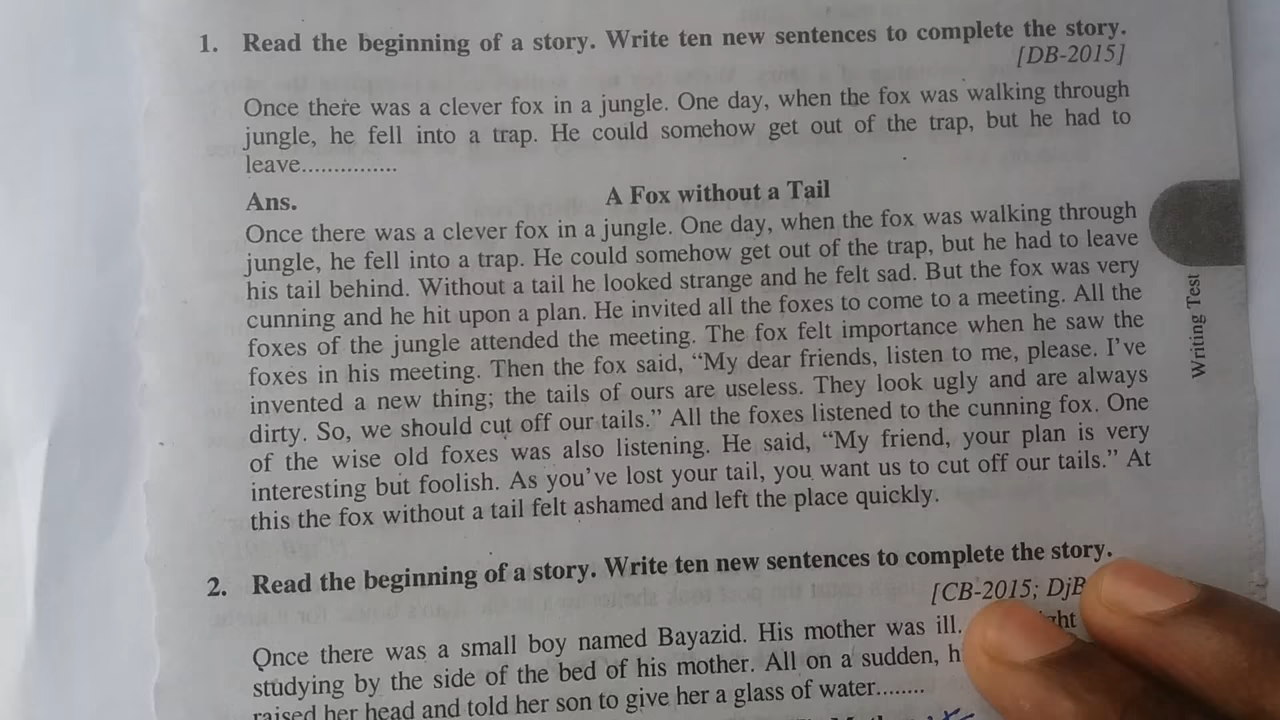 1. Read the beginning of a story. Write ten new sentences to complete the story.
[DB-2015]
Once there was a clever fox in a jungle. One day, when the fox was walking through
jungle, he fell into a trap. He could somehow get out of the trap, but he had to
leave...............
Ans. A Fox without a Tail
Once there was a clever fox in a jungle. One day, when the fox was walking through
jungle, he fell into a trap. He could somehow get out of the trap, but he had to leave
his tail behind. Without a tail he looked strange and he felt sad. But the fox was very
cunning and he hit upon a plan. He invited all the foxes to come to a meeting. All the
foxes of the jungle attended the meeting. The fox felt importance when he saw the
foxes in his meeting. Then the fox said, “My dear friends, listen to me, please. I’ve
invented a new thing; the tails of ours are useless. They look ugly and are always
dirty. So, we should cut off our tails.” All the foxes listened to the cunning fox. One
of the wise old foxes was also listening. He said, “My friend, your plan is very
interesting but foolish. As you’ve lost your tail, you want us to cut off our tails.” At
this the fox without a tail felt ashamed and left the place quickly.
Writing Test
2. Read the beginning of a story. Write ten new sentences to complete the story.
[CB-2015; DjB
Once there was a small boy named Bayazid. His mother was ill.
studying by the side of the bed of his mother. All on a sudden, h
raised her head and told her son to give her a glass of water........